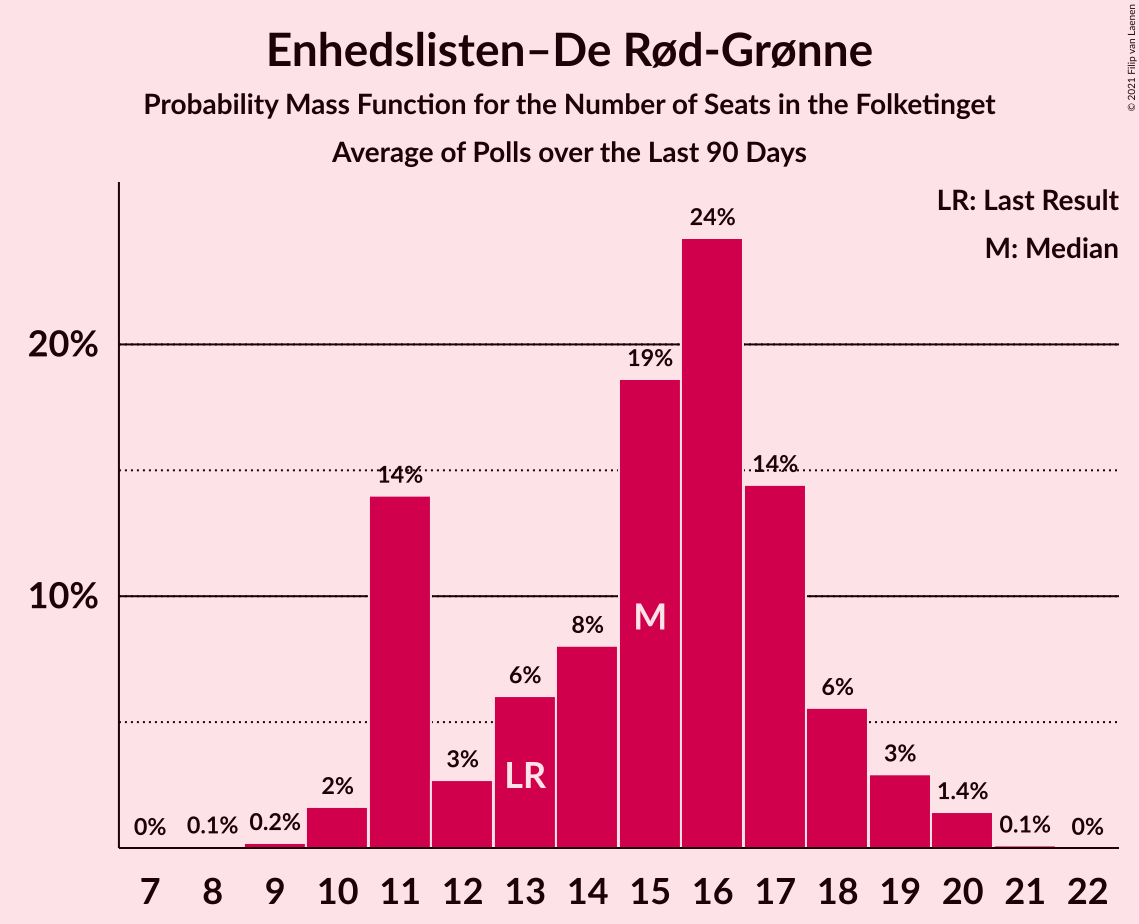 Enhedslisten–De Rød-Grønne
Probability Mass Function for the Number of Seats in the Folketinget
Average of Polls over the Last 90 Days
© 2021 Filip van Laenen
LR: Last Result
M: Median
20%
10%
0%
0.1%
0.2%
2%
14%
3%
6%
8%
19%
24%
14%
6%
3%
1.4%
0.1%
0%
LR
M
7 8 9 10 11 12 13 14 15 16 17 18 19 20 21 22